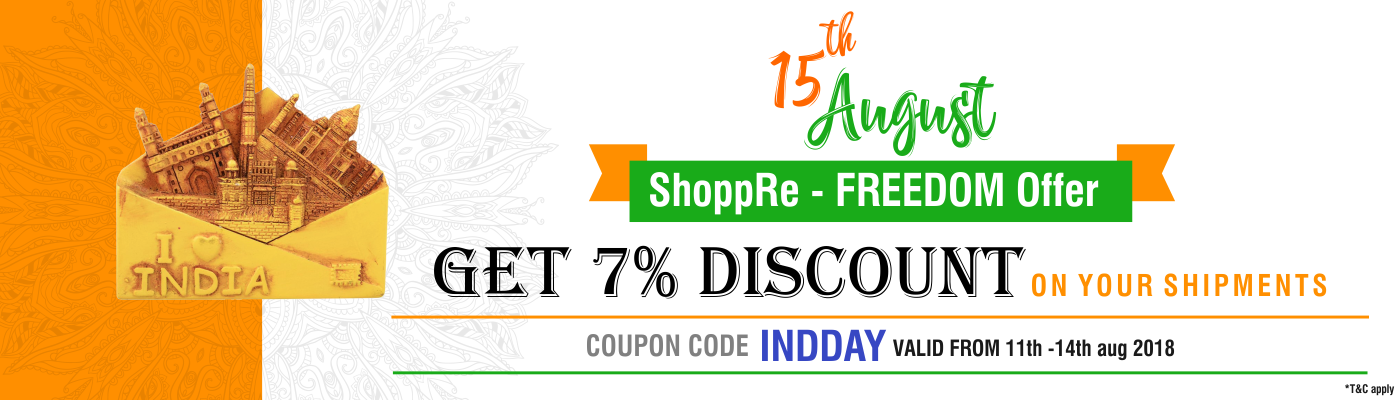 I ♡
INDIA
15th
August
ShoppRe - FREEDOM Offer
GET 7% DISCOUNT ON YOUR SHIPMENTS
COUPON CODE INDDAY VALID FROM 11th -14th aug 2018
*T&C apply